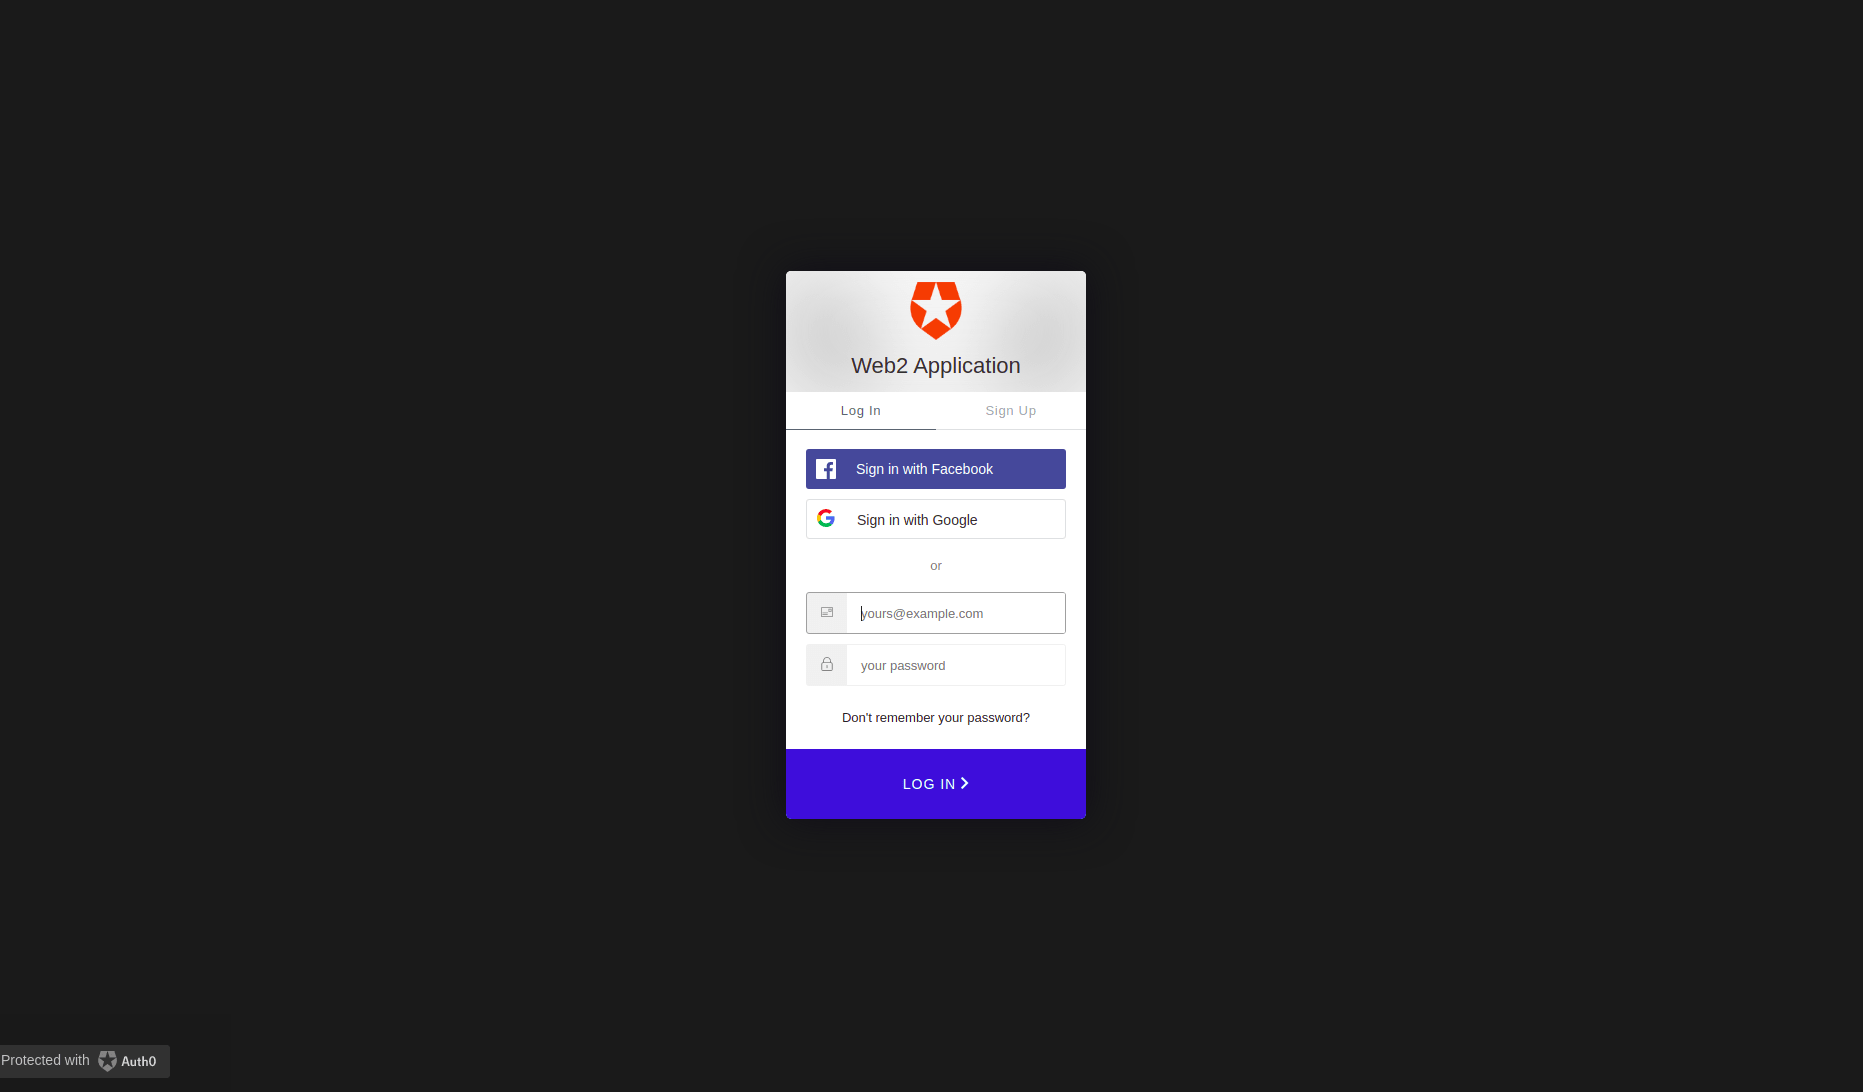 Web2 Application
Log In
Sign Up
Sign in with Facebook
Sign in with Google
or
yours@example.com
your password
Don't remember your password?
LOG IN
Protected with Auth0